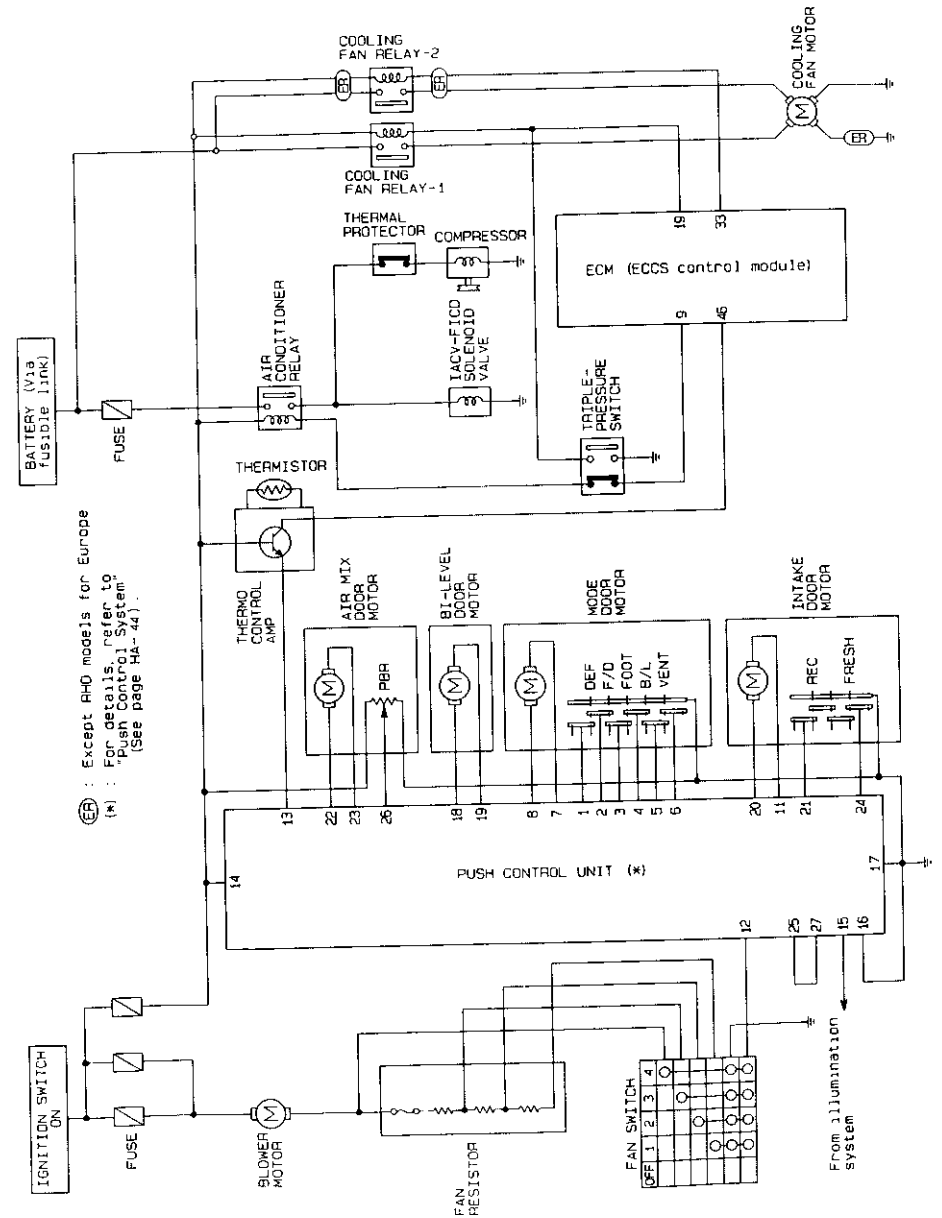 COOLING
FAN RELAY-2
ER
ER
COOLING
FAN MOTOR
M
ER
COOLING
FAN RELAY-1
THERMAL
PROTECTOR
COMPRESSOR
19
33
ECM (ECCS control module)
9
46
BATTERY (Via
fusible link)
FUSE
AIR
CONDITIONER
RELAY
IACV-FICD
SOLENOID
VALVE
TRIPLE-
PRESSURE
SWITCH
THERMISTOR
THERMO
CONTROL
AMP
ER : Except RHD models for Europe
(*) : For details, refer to
"Push Control System"
(See page HA-44).
AIR MIX
DOOR
MOTOR
M
PBR
BI-LEVEL
DOOR
MOTOR
M
MODE
DOOR
MOTOR
M
DEF
F/D
FOOT
B/L
VENT
INTAKE
DOOR
MOTOR
M
REC
FRESH
13
22
23
26
18
19
8
7
1
2
3
4
5
6
20
11
21
24
14
PUSH CONTROL UNIT (*)
17
12
25
27
15
16
IGNITION SWITCH
ON
FUSE
BLOWER
MOTOR
M
FAN
RESISTOR
FAN SWITCH
OFF
1
2
3
4
From illumination
system